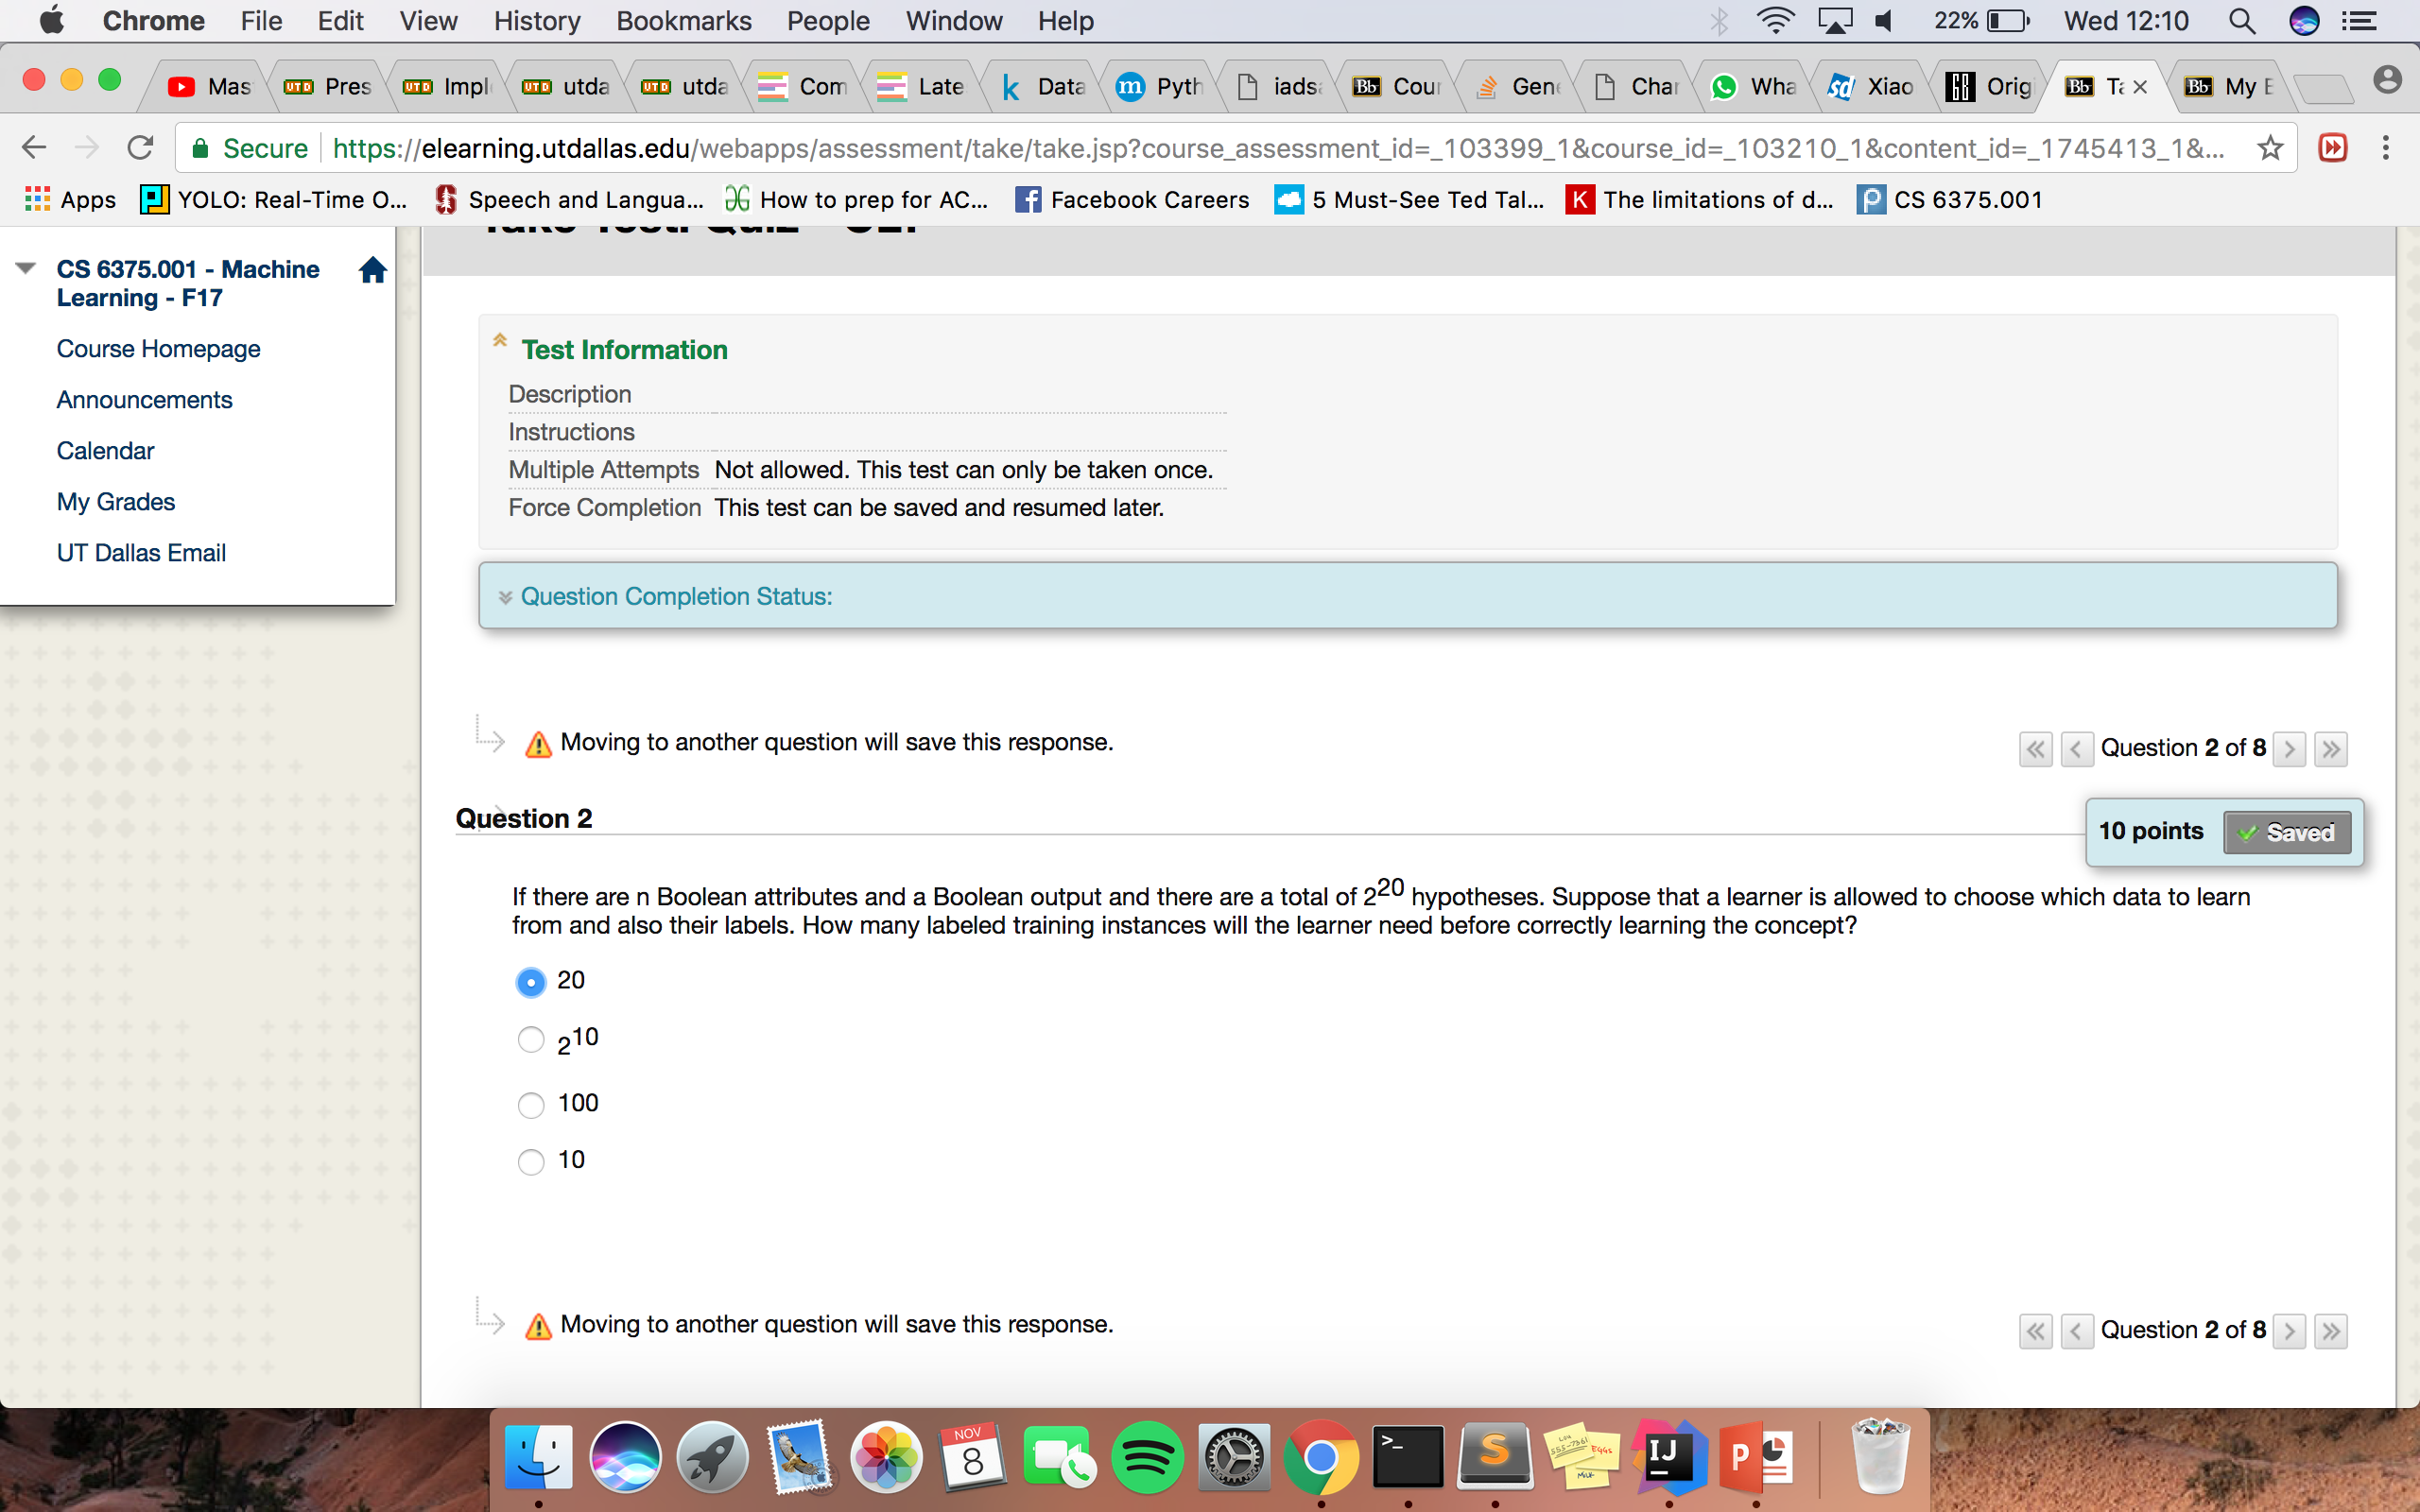 Chrome File Edit View History Bookmarks People Window Help 22% Wed 12:10
Mas Pres Impl utda utda Com Late Data Pyth iads Cour Gene Char Wha Xiao Orig Ta My B
Secure https://elearning.utdallas.edu/webapps/assessment/take/take.jsp?course_assessment_id=_103399_1&course_id=_103210_1&content_id=_1745413_1&...
Apps YOLO: Real-Time O... Speech and Langua... How to prep for AC... Facebook Careers 5 Must-See Ted Tal... The limitations of d... CS 6375.001
CS 6375.001 - Machine
Learning - F17
Course Homepage
Announcements
Calendar
My Grades
UT Dallas Email
Test Information
Description
Instructions
Multiple Attempts Not allowed. This test can only be taken once.
Force Completion This test can be saved and resumed later.
Question Completion Status:
Moving to another question will save this response.
Question 2 of 8
Question 2
10 points Saved
If there are n Boolean attributes and a Boolean output and there are a total of 2^20 hypotheses. Suppose that a learner is allowed to choose which data to learn
from and also their labels. How many labeled training instances will the learner need before correctly learning the concept?
20
2^10
100
10
Moving to another question will save this response.
Question 2 of 8
NOV
8